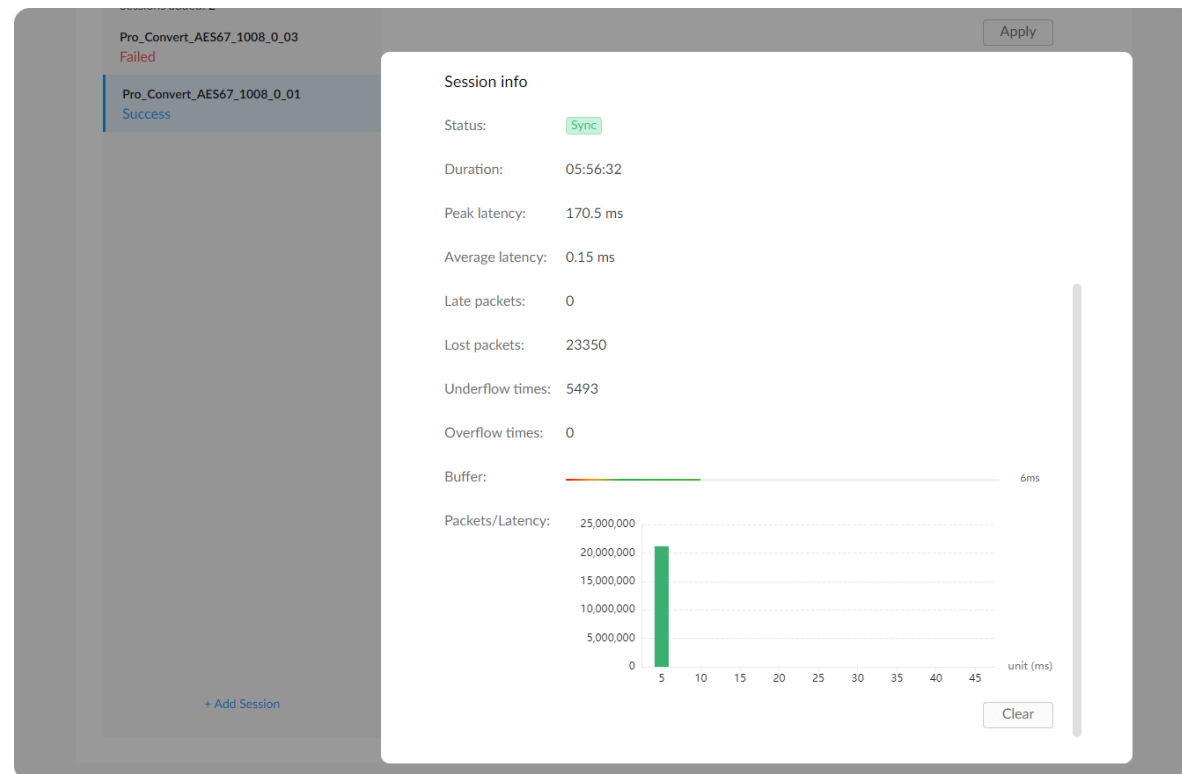 Sessions added: 2
Pro_Convert_AES67_1008_0_03
Failed
Pro_Convert_AES67_1008_0_01
Success
+ Add Session
Apply
Session info
Status: Sync
Duration: 05:56:32
Peak latency: 170.5 ms
Average latency: 0.15 ms
Late packets: 0
Lost packets: 23350
Underflow times: 5493
Overflow times: 0
Buffer: 6ms
Packets/Latency:
25,000,000
20,000,000
15,000,000
10,000,000
5,000,000
0
5 10 15 20 25 30 35 40 45 unit (ms)
Clear